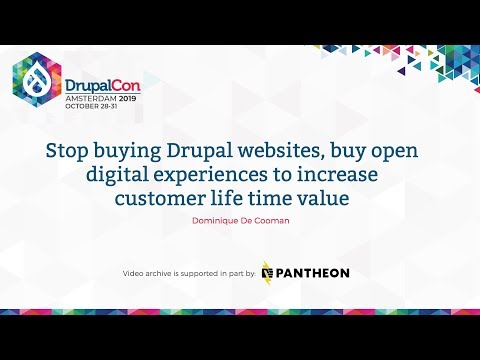 DrupalCon
AMSTERDAM 2019
OCTOBER 28-31
Stop buying Drupal websites, buy open
digital experiences to increase
customer life time value
Dominique De Cooman
Video archive is supported in part by: PANTHEON